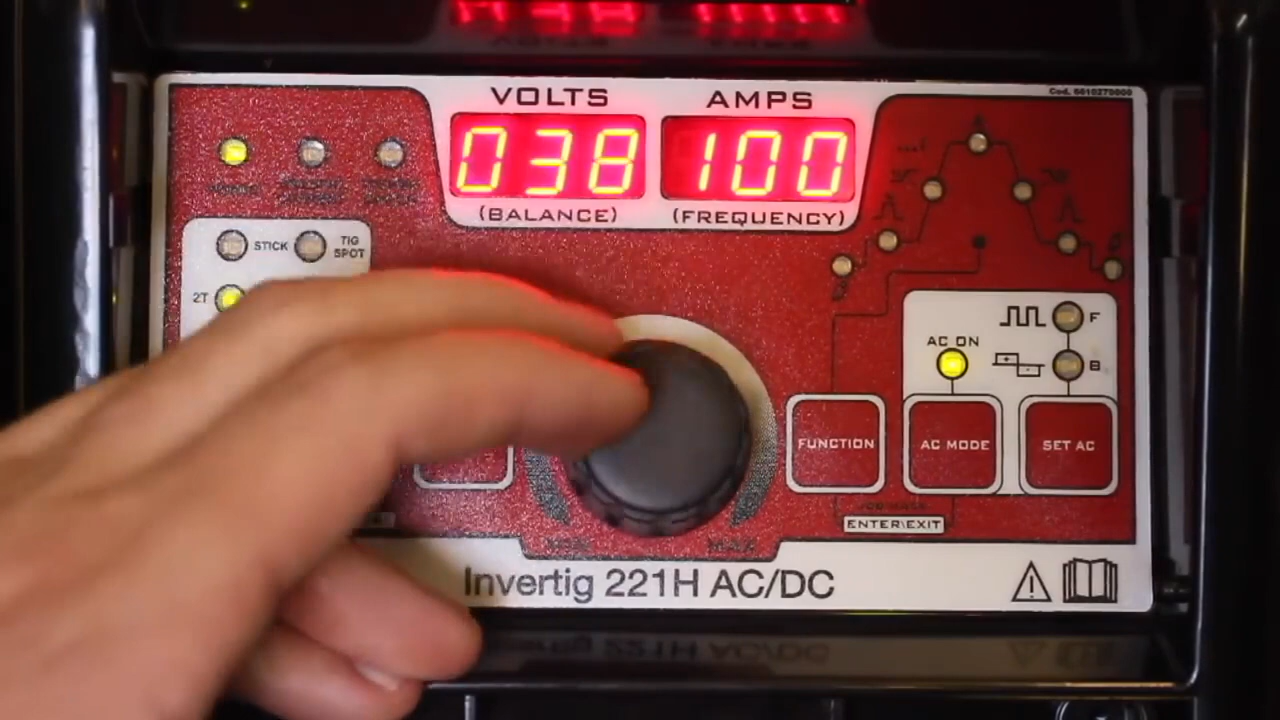 VOLTS
AMPS
Cod. 6610270000
038
100
(BALANCE)
(FREQUENCY)
STICK
TIG
SPOT
2T
F
AC ON
B
FUNCTION
AC MODE
SET AC
ENTER\EXIT
Invertig 221H AC/DC